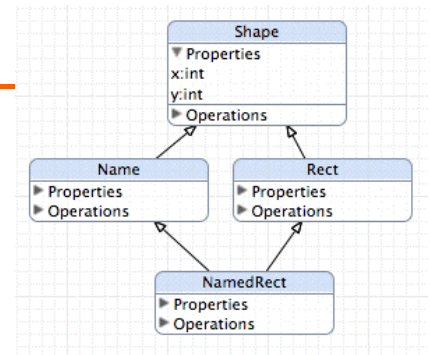 Shape
Properties
x:int
y:int
Operations
Name
Properties
Operations
Rect
Properties
Operations
NamedRect
Properties
Operations